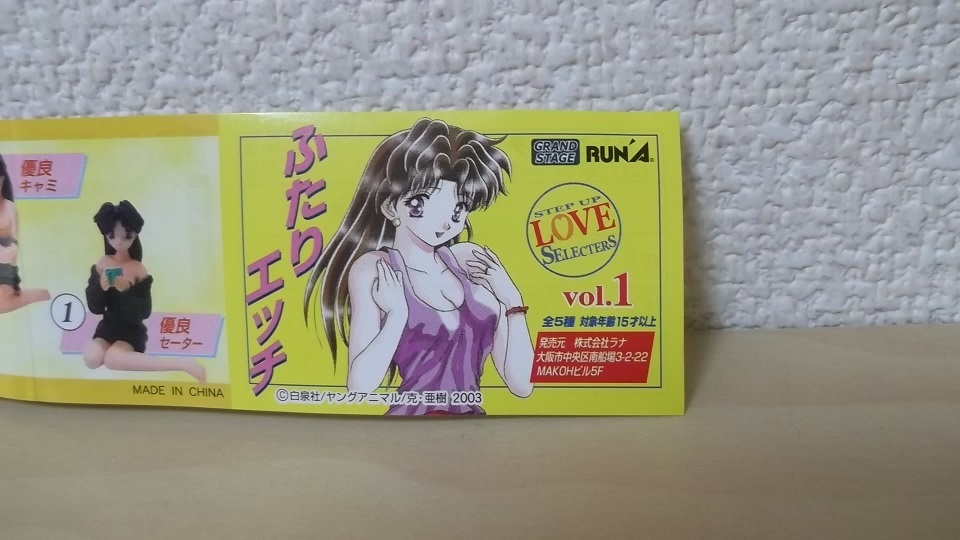 優良
キャミ
1
優良
セーター
MADE IN CHINA
ふたり
エッチ
GRAND
STAGE
RUN'A®
STEP UP
LOVE
SELECTERS
vol.1
全5種 対象年齢15才以上
発売元 株式会社ラナ
大阪市中央区南船場3-2-22
MAKOHビル5F
©白泉社/ヤングアニマル/克・亜樹 2003